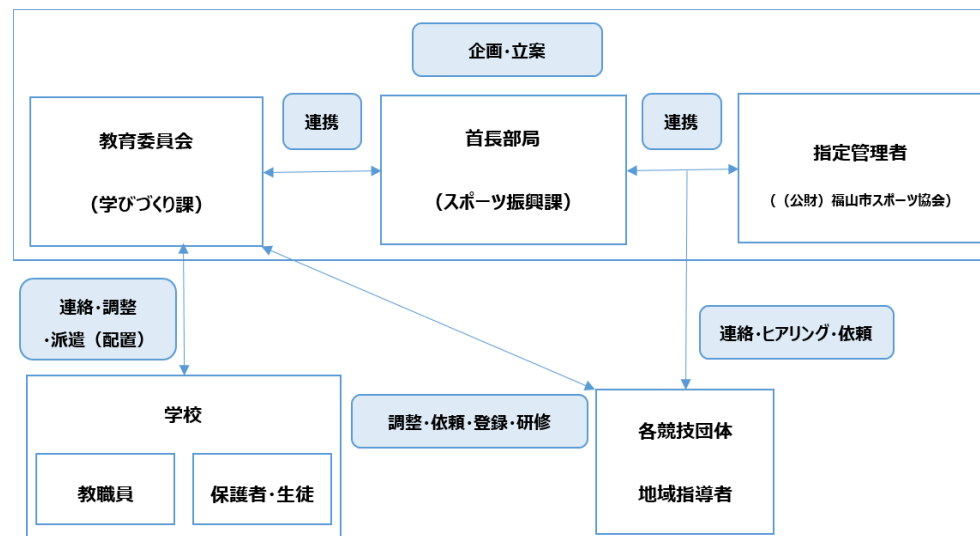 企画・立案
教育委員会
(学びづくり課)
連携
首長部局
(スポーツ振興課)
連携
指定管理者
(（公財）福山市スポーツ協会)
連絡・調整
・派遣（配置）
連絡・ヒアリング・依頼
学校
教職員
保護者・生徒
調整・依頼・登録・研修
各競技団体
地域指導者